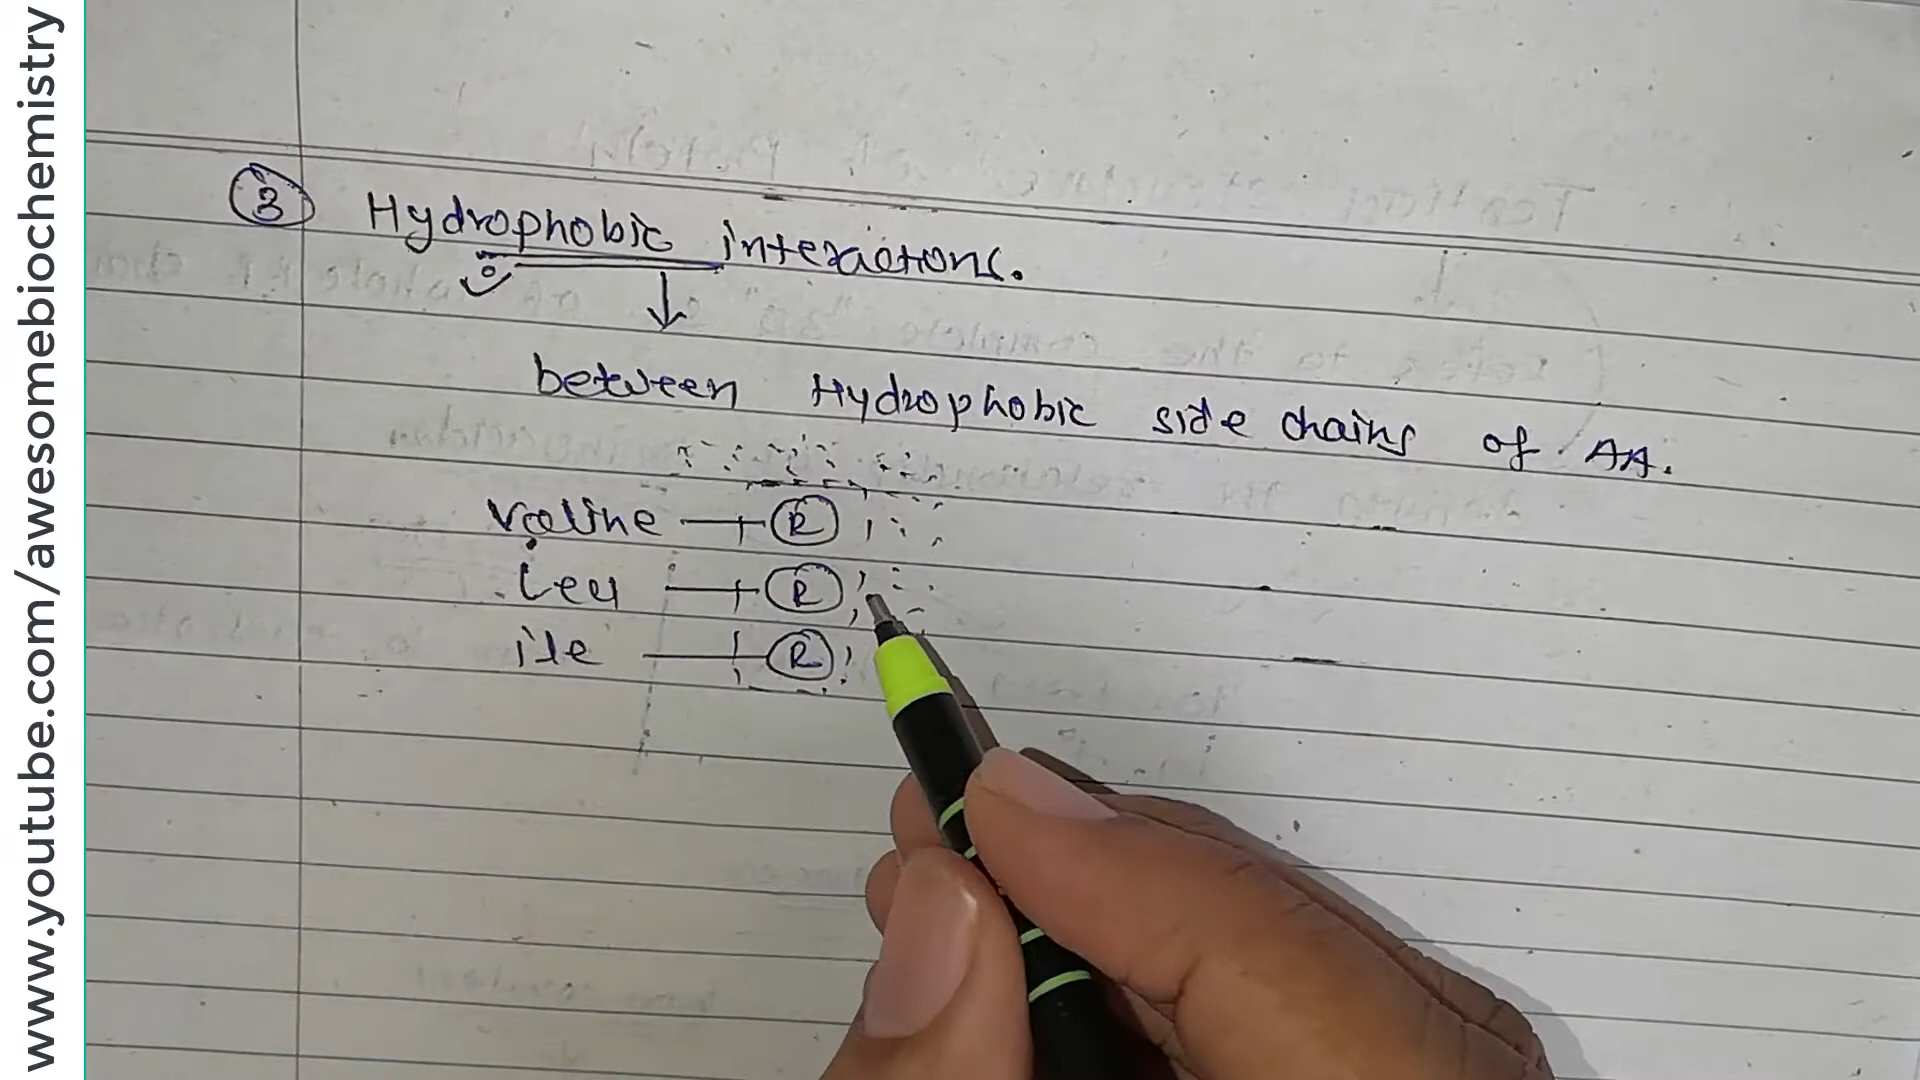 www.youtube.com/awesomebiochemistry
3 Hydrophobic interactions.
between Hydrophobic side chains of AA.
valine R
Leu R
ile R